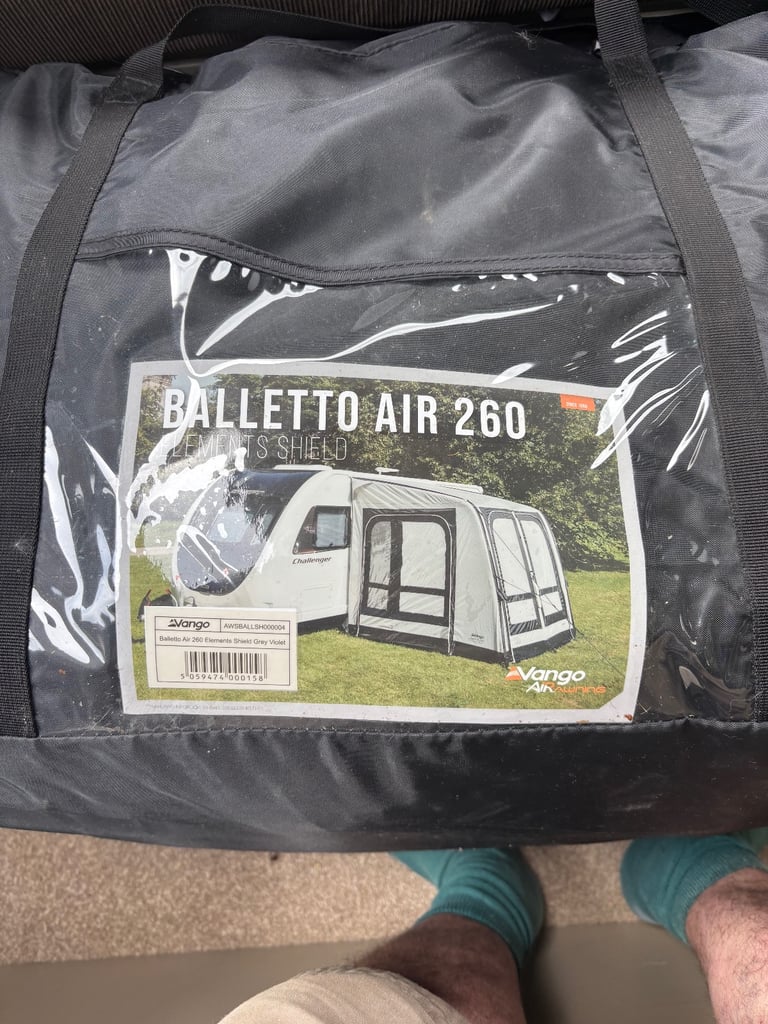 BALLETTO AIR 260
ELEMENTS SHIELD
Challenger
Vango
AWSBALLSH000004
Balletto Air 260 Elements Shield Grey Violet
5 059474 000158
Vango
AIRAWNING